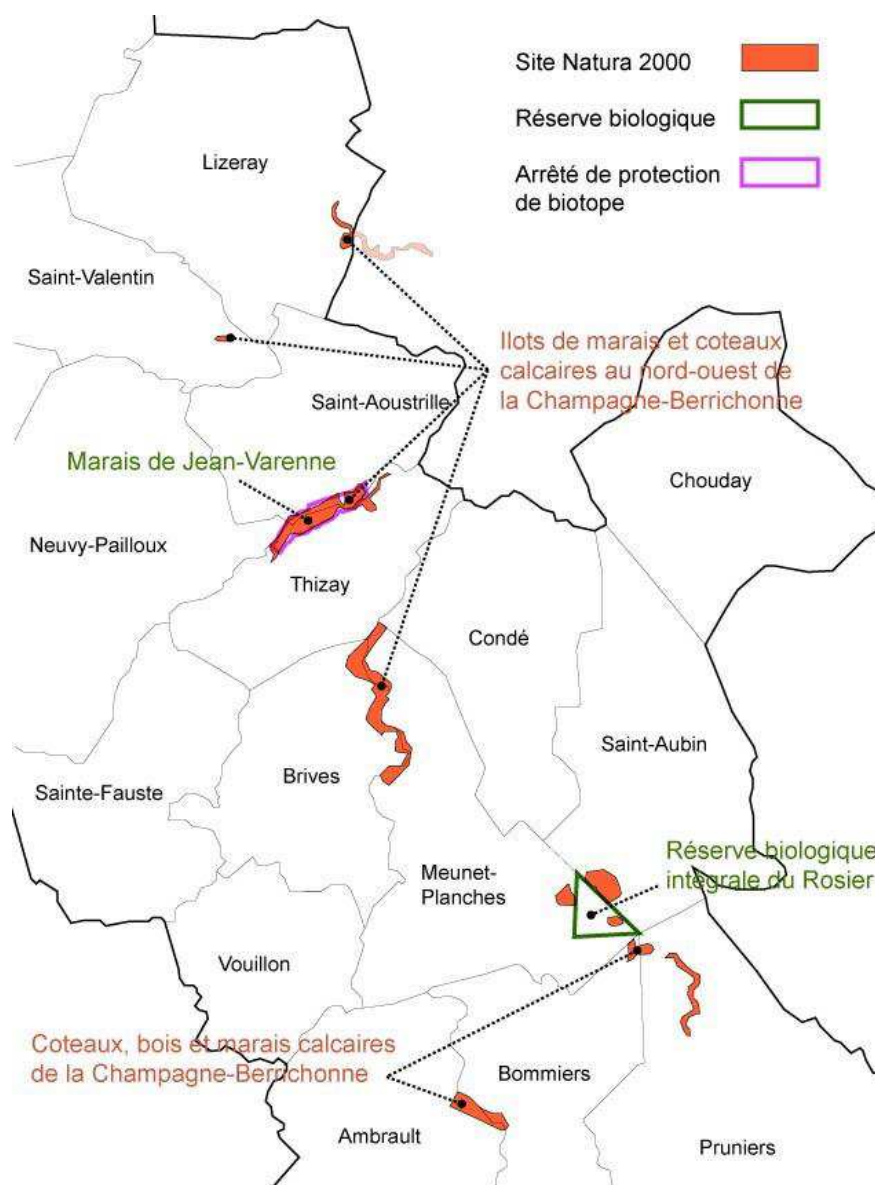 Site Natura 2000
Réserve biologique
Arrêté de protection
de biotope
Lizeray
Saint-Valentin
Ilots de marais et coteaux
calcaires au nord-ouest de
la Champagne-Berrichonne
Saint-Aoustrille
Marais de Jean-Varenne
Chouday
Neuvy-Pailloux
Thizay
Condé
Saint-Aubin
Brives
Sainte-Fauste
Réserve biologique
intégrale du Rosier
Meunet-
Planches
Vouillon
Coteaux, bois et marais calcaires
de la Champagne-Berrichonne
Bommiers
Ambrault
Pruniers